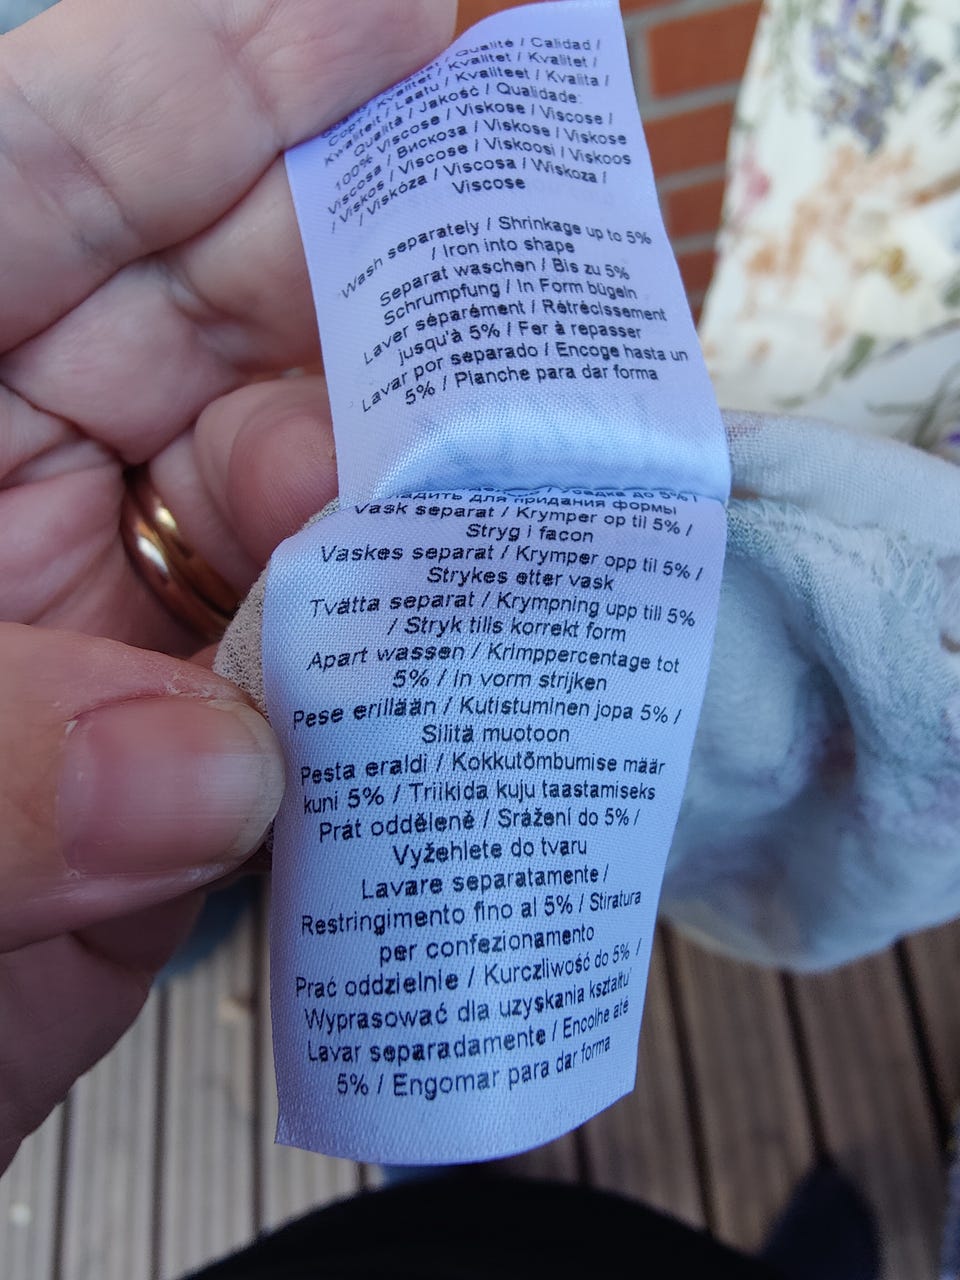 Qualité / Calidad /
Kvalitet / Kvalitet /
/ Laatu / Kvaliteet / Kvalita /
Kwaliteit / Jakość / Qualidade:
Qualità /
100% Viscose / Viskose / Viscose /
Viscosa / Вискоза / Viskose / Viskose
/ Viskos / Viscose / Viskoosi / Viskoos
/ Viskóza / Viscosa / Wiskoza /
Viscose
Wash separately / Shrinkage up to 5%
/ Iron into shape
Separat waschen / Bis zu 5%
Schrumpfung / In Form bügeln
Laver séparément / Rétrécissement
jusqu'à 5% / Fer à repasser
Lavar por separado / Encoge hasta un
5% / Planche para dar forma
/ Усадка до 5% /
для придания формы
Vask separat / Krymper op til 5% /
Stryg i facon
Vaskes separat / Krymper opp til 5% /
Strykes etter vask
Tvätta separat / Krympning upp till 5%
/ Stryk tills korrekt form
Apart wassen / Krimppercentage tot
5% / In vorm strijken
Pese erillään / Kutistuminen jopa 5% /
Silitä muotoon
Pesta eraldi / Kokkutõmbumise määr
kuni 5% / Triikida kuju taastamiseks
Prát odděleně / Srážení do 5% /
Vyžehlete do tvaru
Lavare separatamente /
Restringimento fino al 5% / Stiratura
per confezionamento
Prać oddzielnie / Kurczliwość do 5% /
Wyprasować dla uzyskania kształtu
Lavar separadamente / Encolhe até
5% / Engomar para dar forma